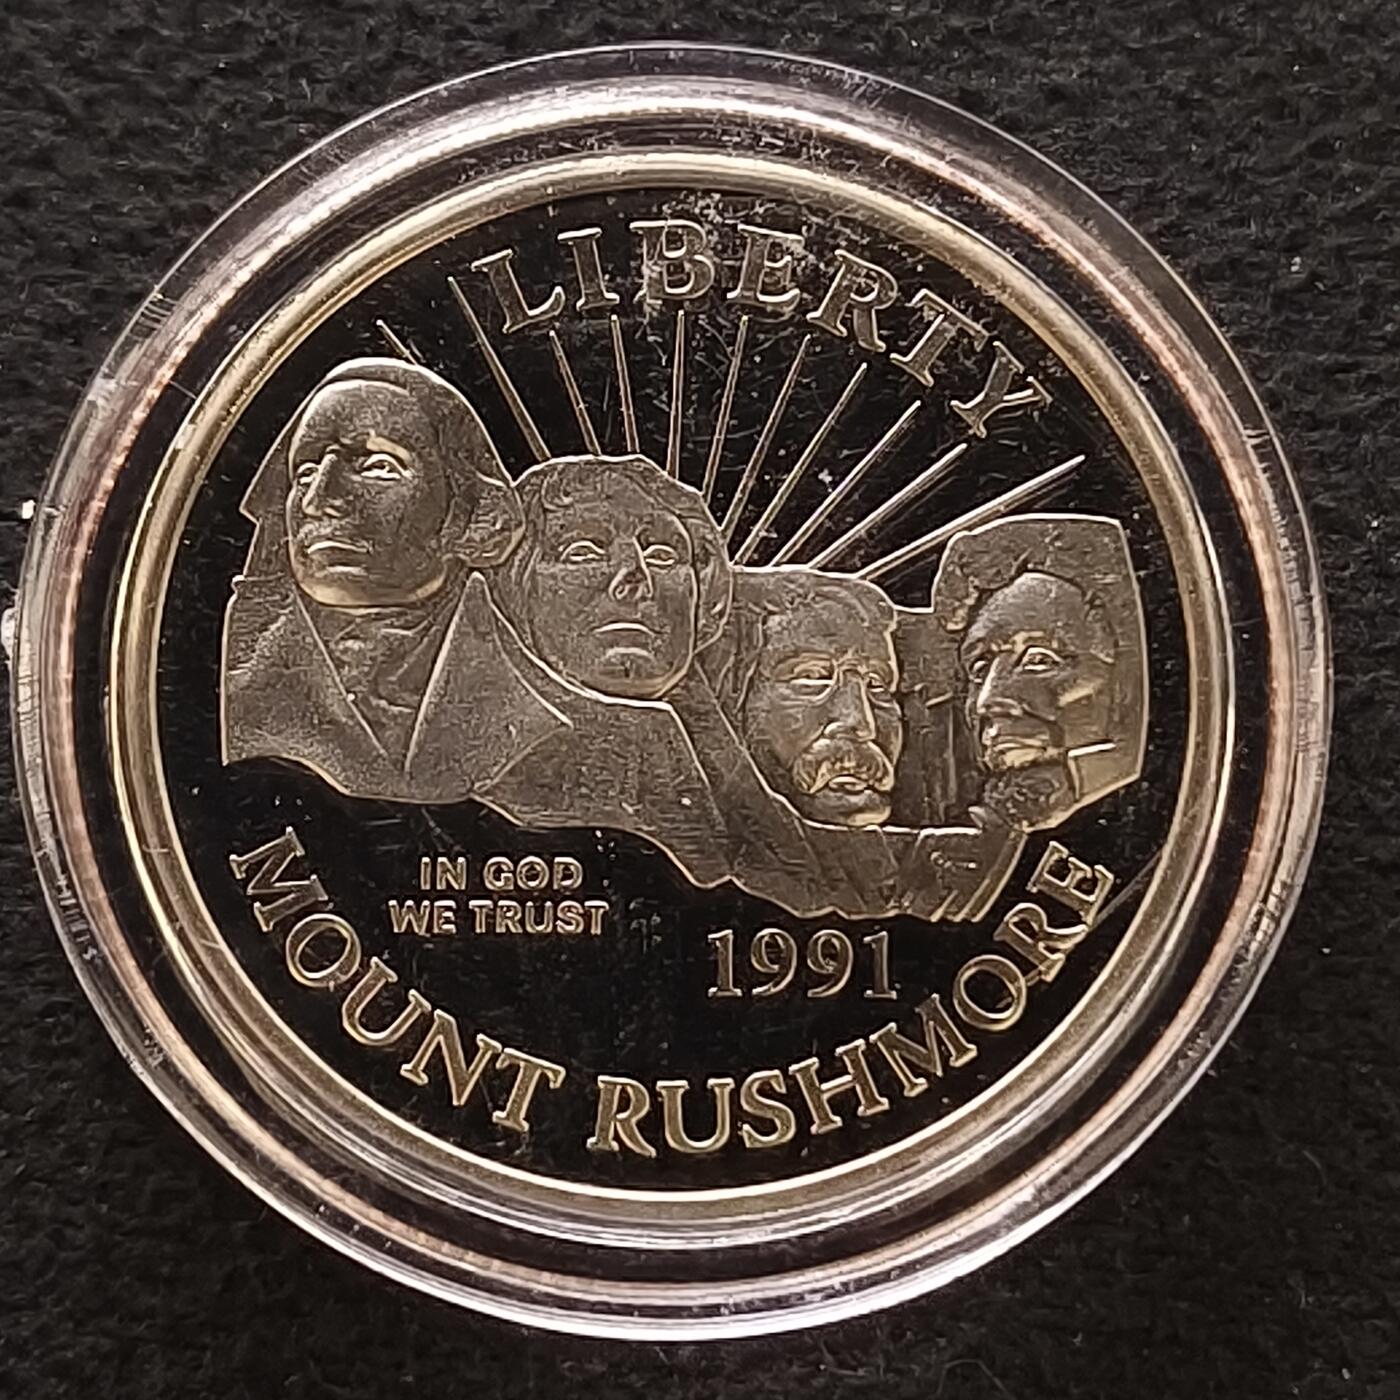 LIBERTY
IN GOD
WE TRUST
1991
MOUNT RUSHMORE